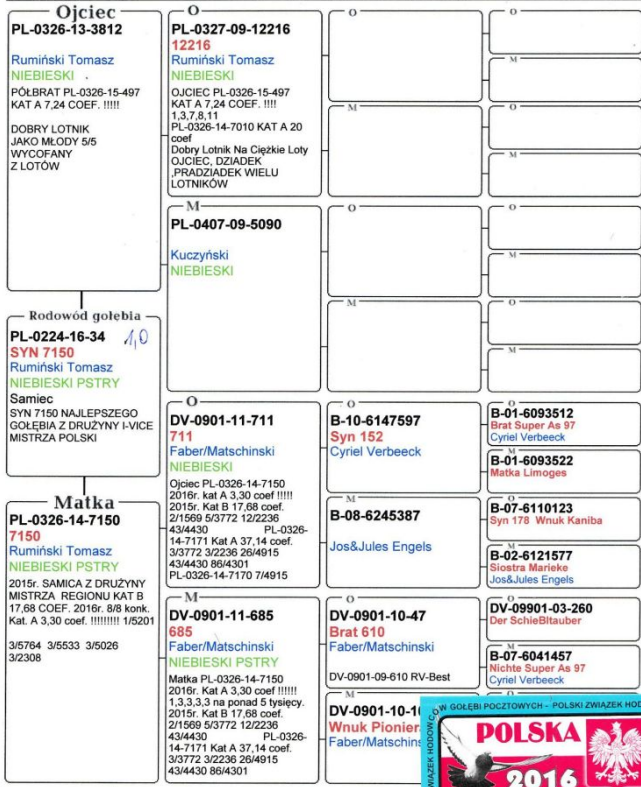 Ojciec
PL-0326-13-3812
Rumiński Tomasz
NIEBIESKI
PÓŁBRAT PL-0326-15-497
KAT A 7,24 COEF. !!!!!
DOBRY LOTNIK
JAKO MŁODY 5/5
WYCOFANY
Z LOTÓW
Rodowód gołębia
PL-0224-16-34 1,0
SYN 7150
Rumiński Tomasz
NIEBIESKI PSTRY
Samiec
SYN 7150 NAJLEPSZEGO
GOŁĘBIA Z DRUŻYNY I-VICE
MISTRZA POLSKI
Matka
PL-0326-14-7150
7150
Rumiński Tomasz
NIEBIESKI PSTRY
2015r. SAMICA Z DRUŻYNY
MISTRZA REGIONU KAT B
17,68 COEF. 2016r. 8/8 konk.
Kat. A 3,30 coef. !!!!!!!!! 1/5201
3/5764 3/5533 3/5026
3/2308
O
PL-0327-09-12216
12216
Rumiński Tomasz
NIEBIESKI
OJCIEC PL-0326-15-497
KAT A 7,24 COEF. !!!!
1,3,7,8,11
PL-0326-14-7010 KAT A 20
coef
Dobry Lotnik Na Ciężkie Loty
OJCIEC, DZIADEK
,PRADZIADEK WIELU
LOTNIKÓW
M
PL-0407-09-5090
Kuczyński
NIEBIESKI
O
DV-0901-11-711
711
Faber/Matschinski
NIEBIESKI
Ojciec PL-0326-14-7150
2016r. kat A 3,30 coef !!!!!
2015r. Kat B 17,68 coef.
2/1569 5/3772 12/2236
43/4430 PL-0326-
14-7171 Kat A 37,14 coef.
3/3772 3/2236 26/4915
43/4430 86/4301
PL-0326-14-7170 7/4915
M
DV-0901-11-685
685
Faber/Matschinski
NIEBIESKI PSTRY
Matka PL-0326-14-7150
2016r. Kat A 3,30 coef !!!!!!
1,3,3,3,3 na ponad 5 tysięcy.
2015r. Kat B 17,68 coef.
2/1569 5/3772 12/2236
43/4430 PL-0326-
14-7171 Kat A 37,14 coef.
3/3772 3/2236 26/4915
43/4430 86/4301
O
M
O
M
O
B-10-6147597
Syn 152
Cyriel Verbeeck
M
B-08-6245387
Jos&Jules Engels
O
DV-0901-10-47
Brat 610
Faber/Matschinski
DV-0901-09-610 RV-Best
M
DV-0901-10-10
Wnuk Pionier
Faber/Matschins
O
M
O
M
O
M
O
M
O
B-01-6093512
Brat Super As 97
Cyriel Verbeeck
M
B-01-6093522
Matka Limoges
O
B-07-6110123
Syn 178 Wnuk Kaniba
M
B-02-6121577
Siostra Marieke
Jos&Jules Engels
O
DV-09901-03-260
Der SchieBltauber
M
B-07-6041457
Nichte Super As 97
Cyriel Verbeeck
W GOŁĘBI POCZTOWYCH - POLSKI ZWIĄZEK HOD
POLSKA
2016